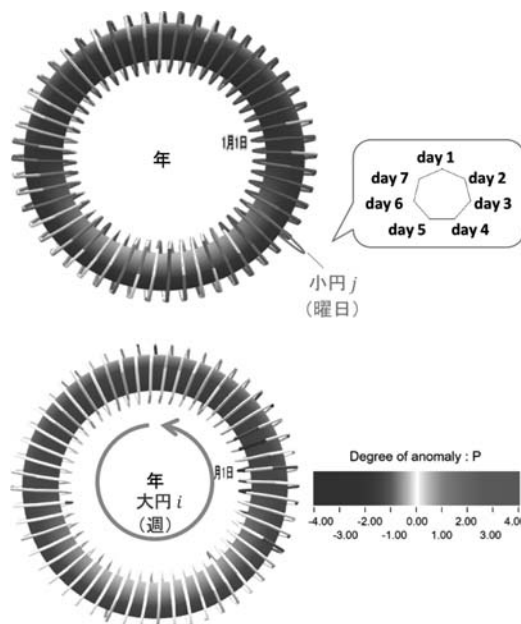 年
1月1日
day 1
day 7
day 2
day 6
day 3
day 5
day 4
小円 j
(曜日)
年
月1日
大円 i
(週)
Degree of anomaly : P
-4.00 -2.00 0.00 2.00 4.00
-3.00 -1.00 1.00 3.00